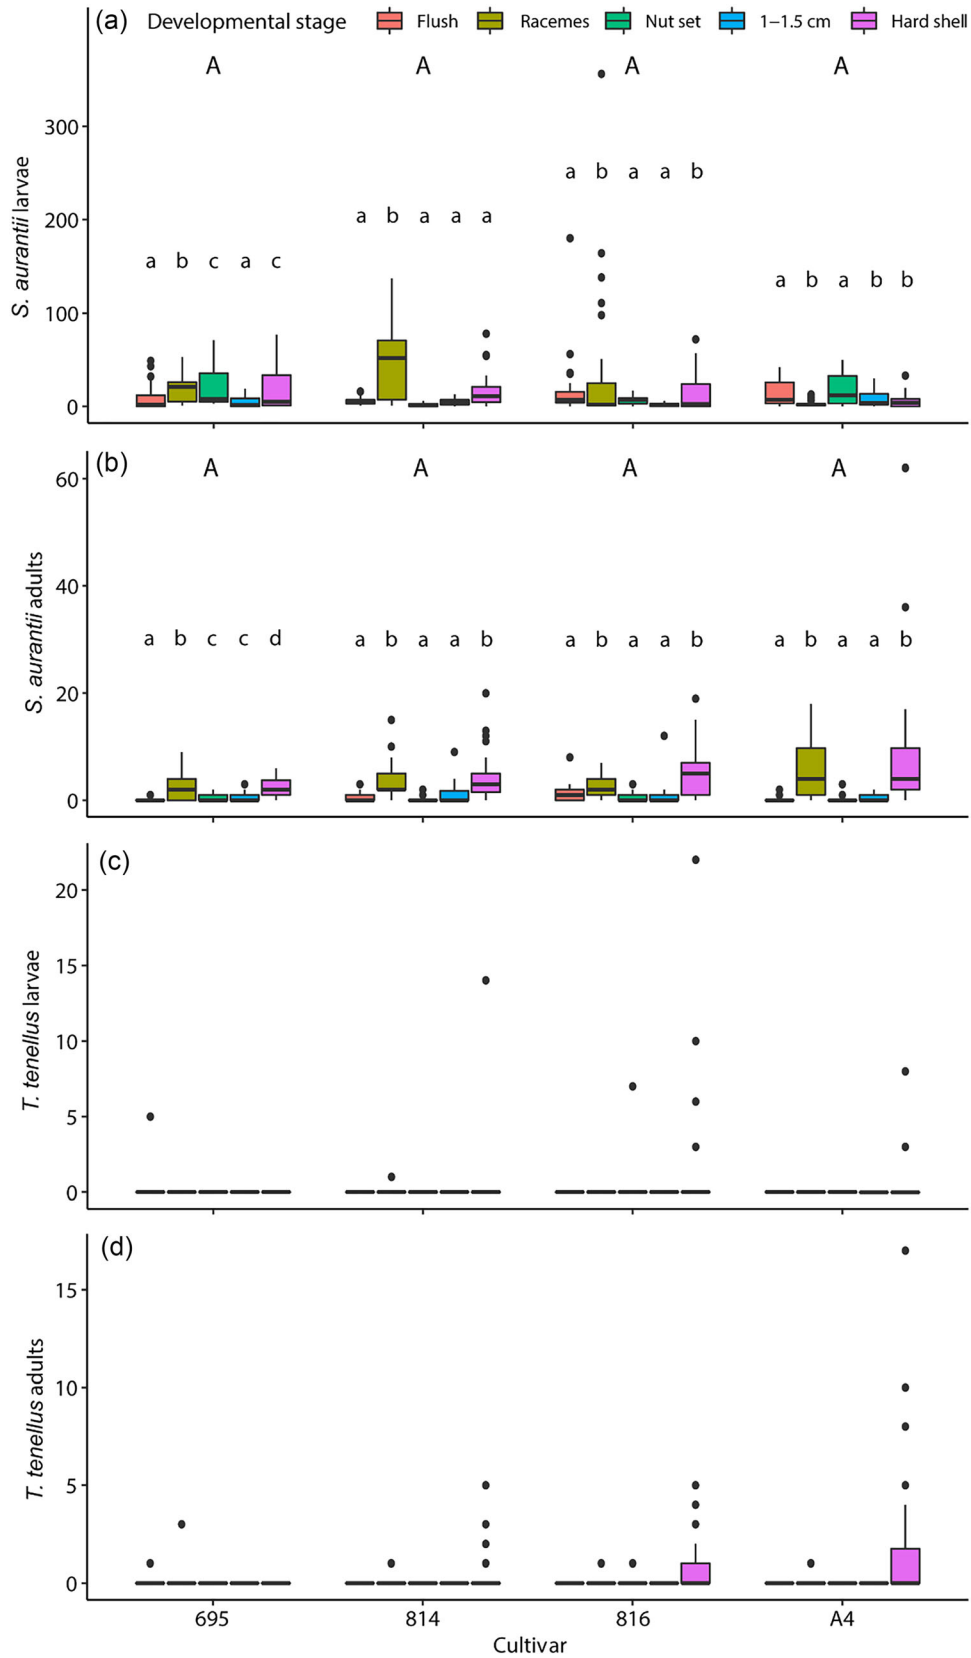 (a) Developmental stage Flush Racemes Nut set 1–1.5 cm Hard shell
A A A A
S. aurantii larvae
300
200
100
0
a b c a c
a b a a a
a b a a b
a b a b b
(b)
A A A A
S. aurantii adults
60
40
20
0
a b c c d
a b a a b
a b a a b
a b a a b
(c)
T. tenellus larvae
20
15
10
5
0
(d)
T. tenellus adults
15
10
5
0
695 814 816 A4
Cultivar